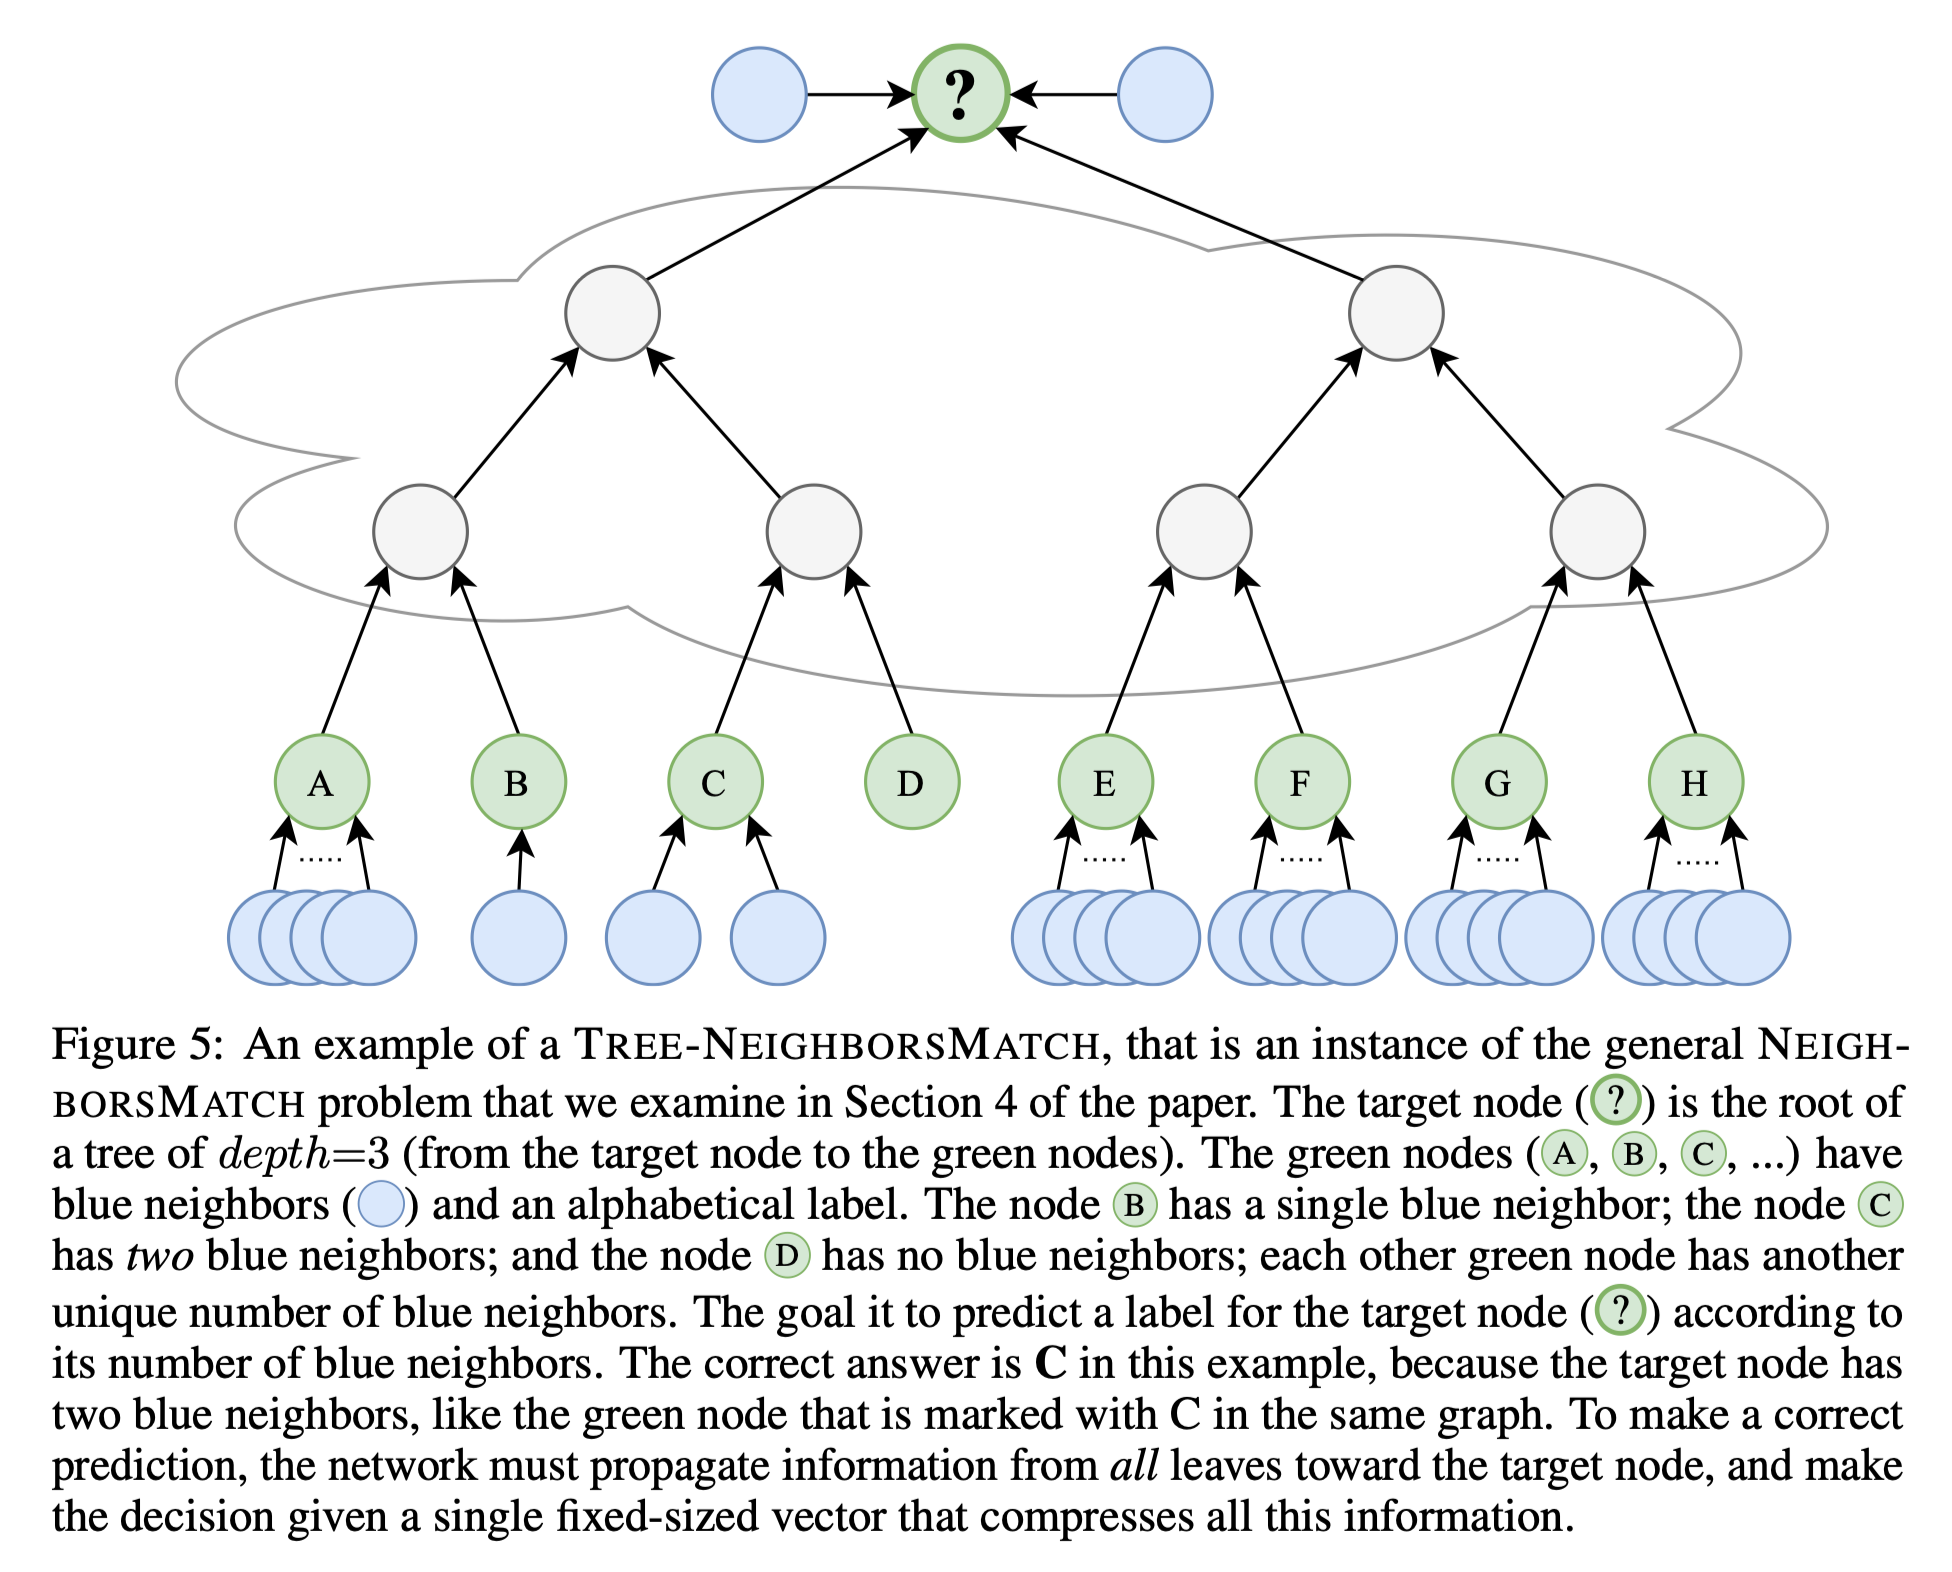 ?
A B C D E F G H
..... ..... ..... ..... .....
Figure 5: An example of a TREE-NEIGHBORSMATCH, that is an instance of the general NEIGH-
BORSMATCH problem that we examine in Section 4 of the paper. The target node (?) is the root of
a tree of depth=3 (from the target node to the green nodes). The green nodes (A, B, C, ...) have
blue neighbors ( ) and an alphabetical label. The node B has a single blue neighbor; the node C
has two blue neighbors; and the node D has no blue neighbors; each other green node has another
unique number of blue neighbors. The goal it to predict a label for the target node (?) according to
its number of blue neighbors. The correct answer is C in this example, because the target node has
two blue neighbors, like the green node that is marked with C in the same graph. To make a correct
prediction, the network must propagate information from all leaves toward the target node, and make
the decision given a single fixed-sized vector that compresses all this information.